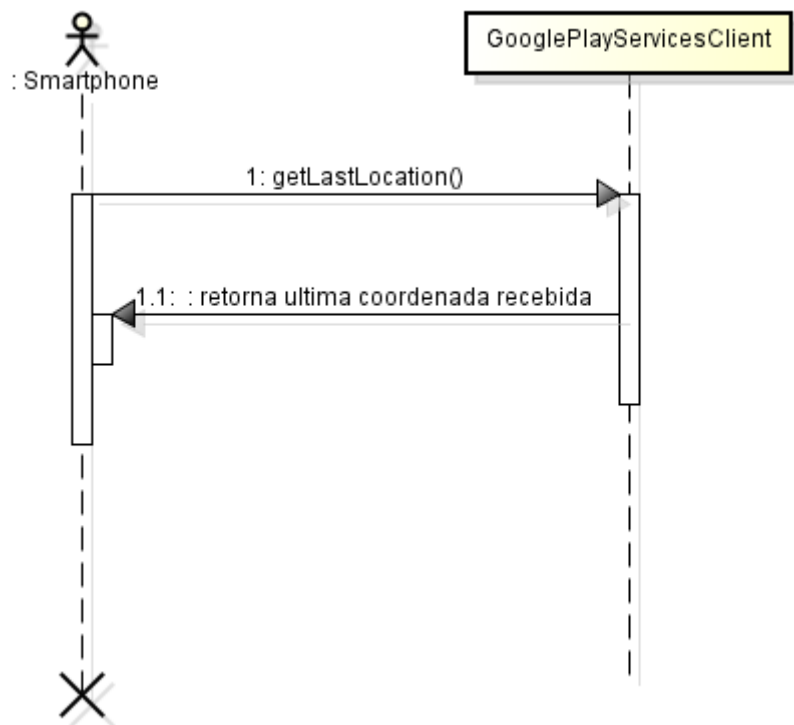 GooglePlayServicesClient
: Smartphone
1: getLastLocation()
1.1:  : retorna ultima coordenada recebida